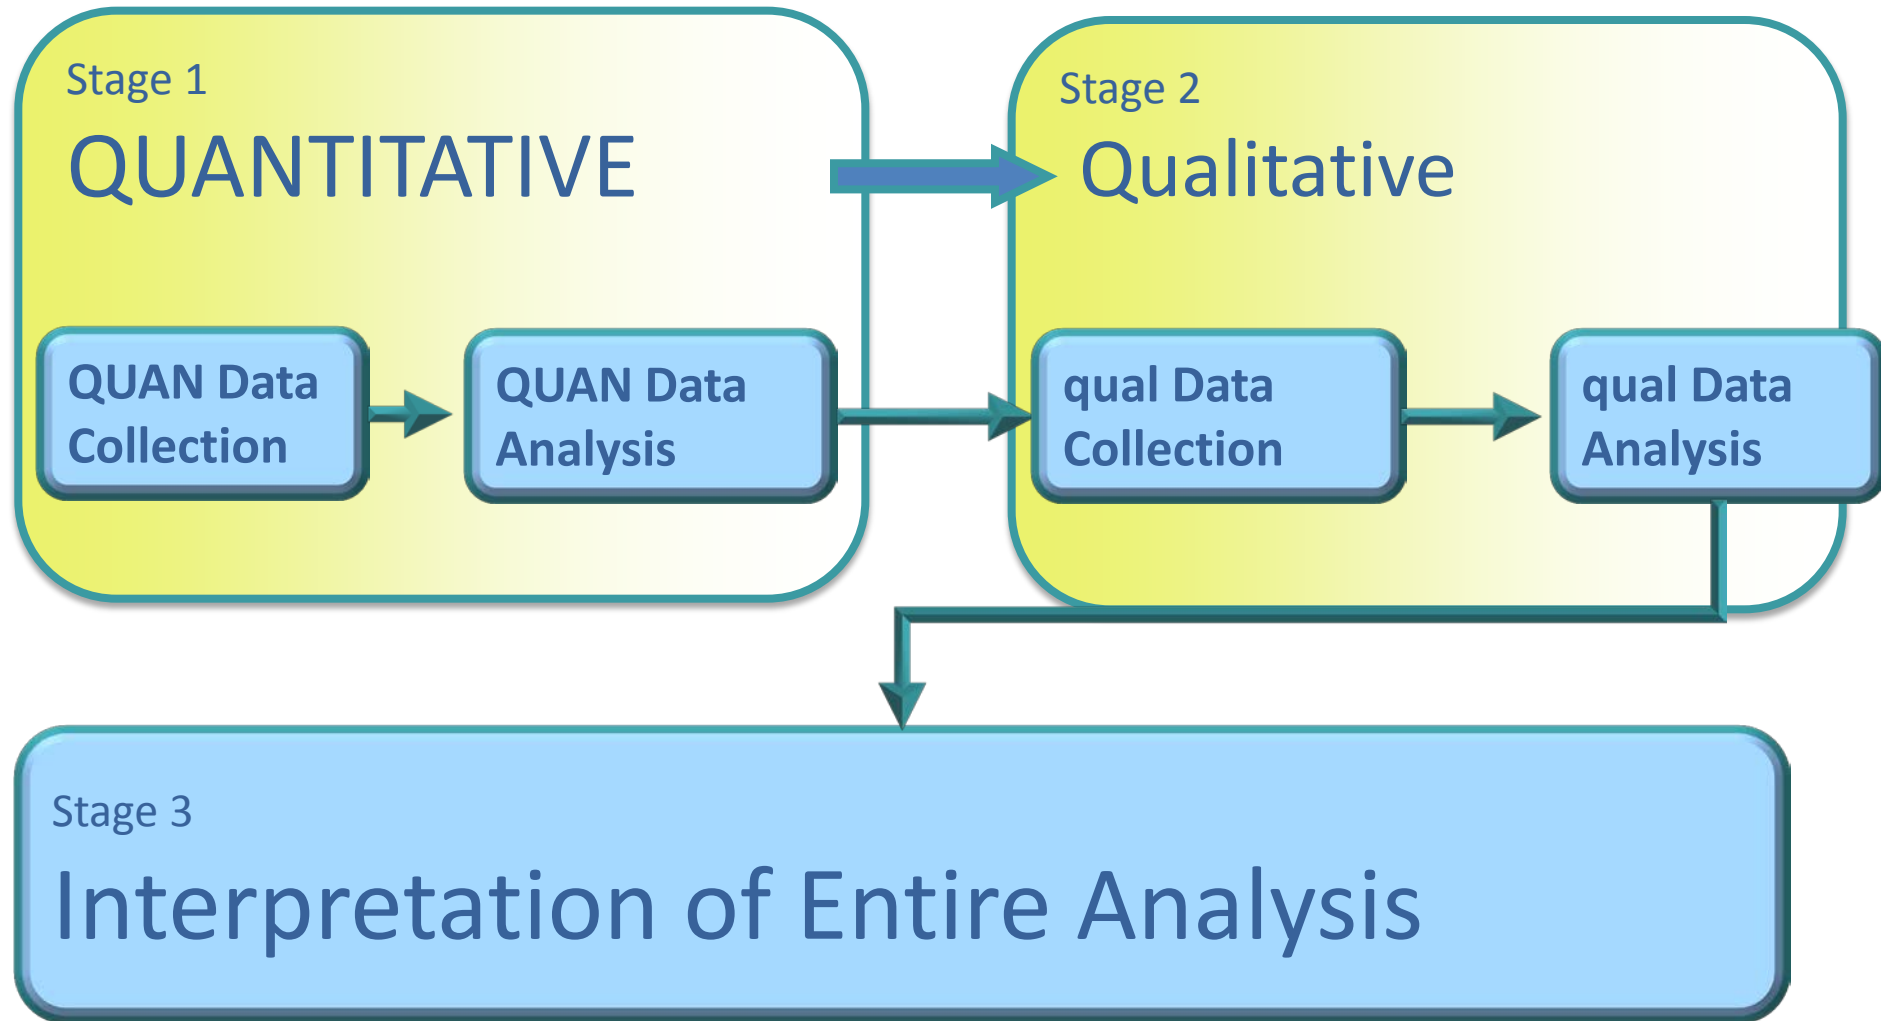 Stage 1
QUANTITATIVE
Stage 2
Qualitative
QUAN Data
Collection
QUAN Data
Analysis
qual Data
Collection
qual Data
Analysis
Stage 3
Interpretation of Entire Analysis